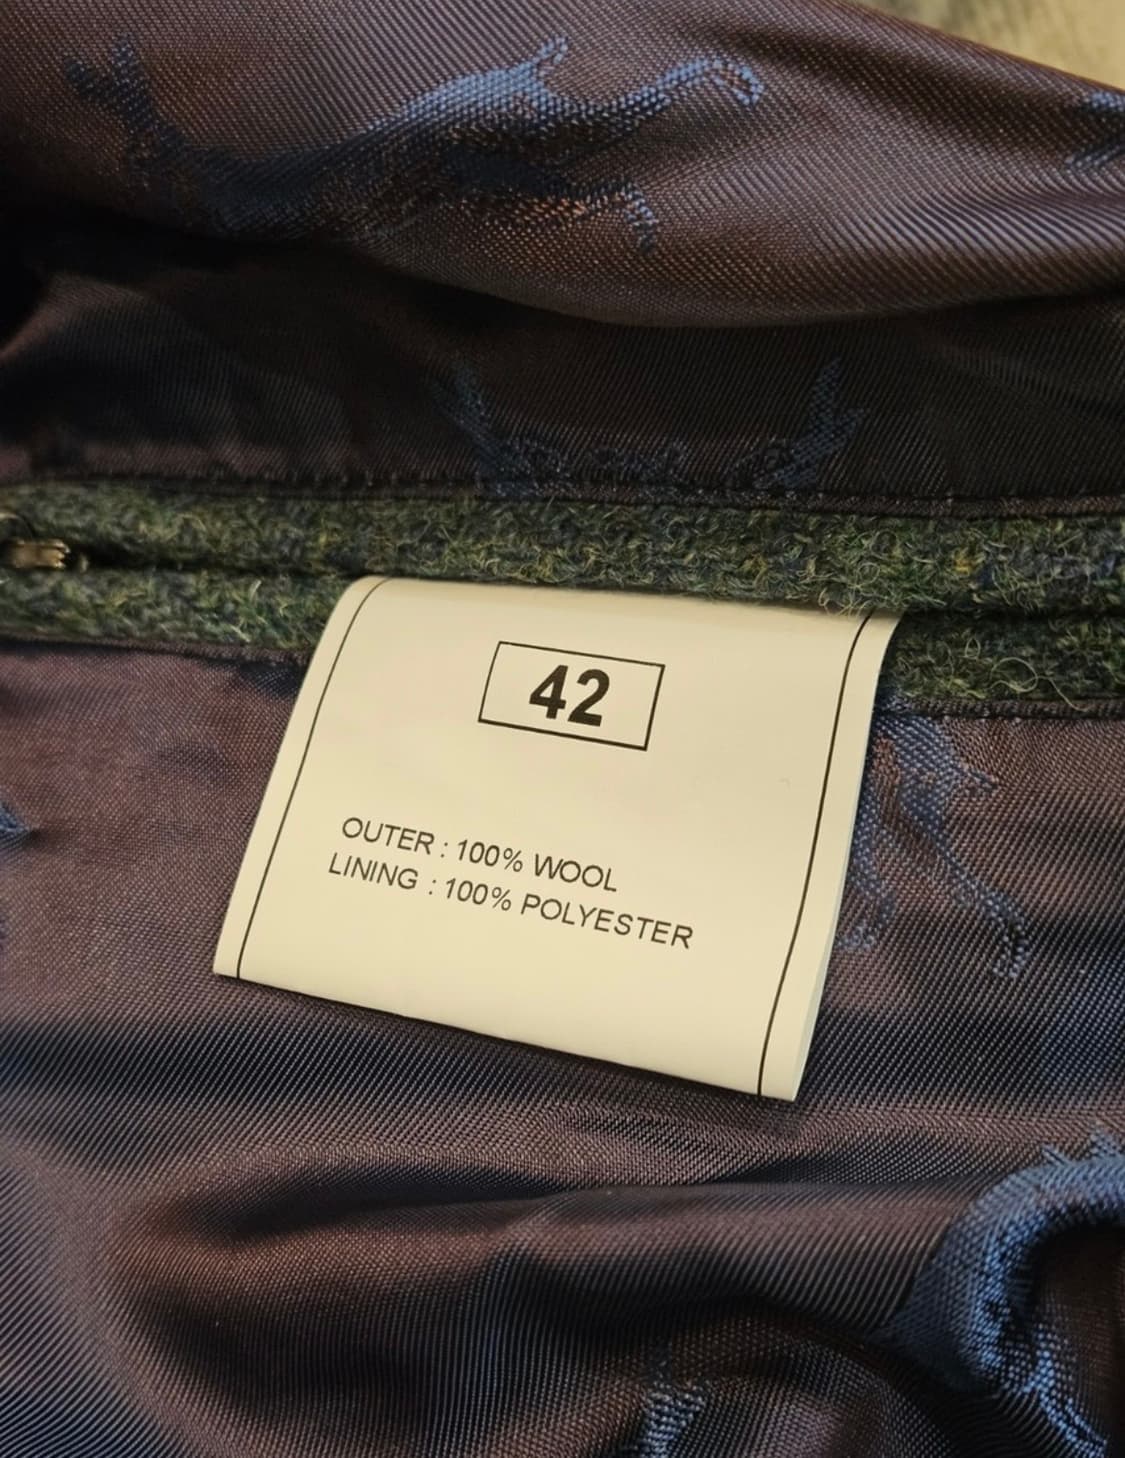 42
OUTER : 100% WOOL
LINING : 100% POLYESTER